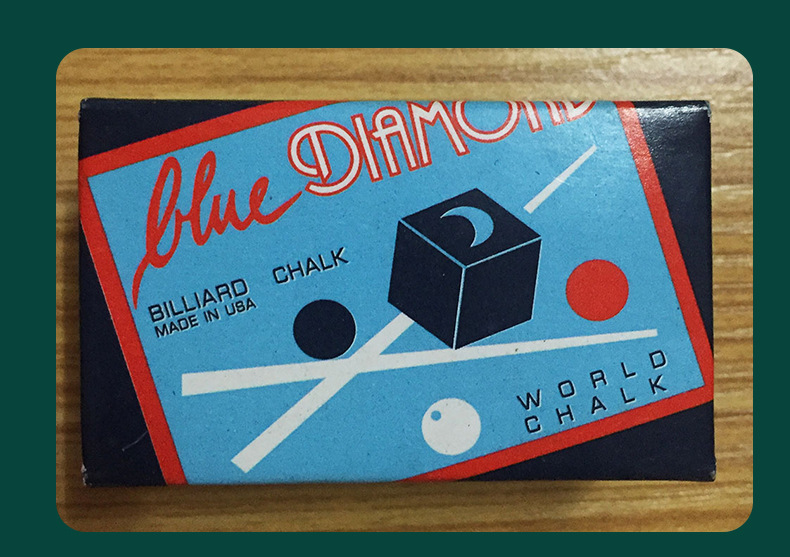 blue DIAMOND
BILLIARD CHALK
MADE IN USA
WORLD
CHALK